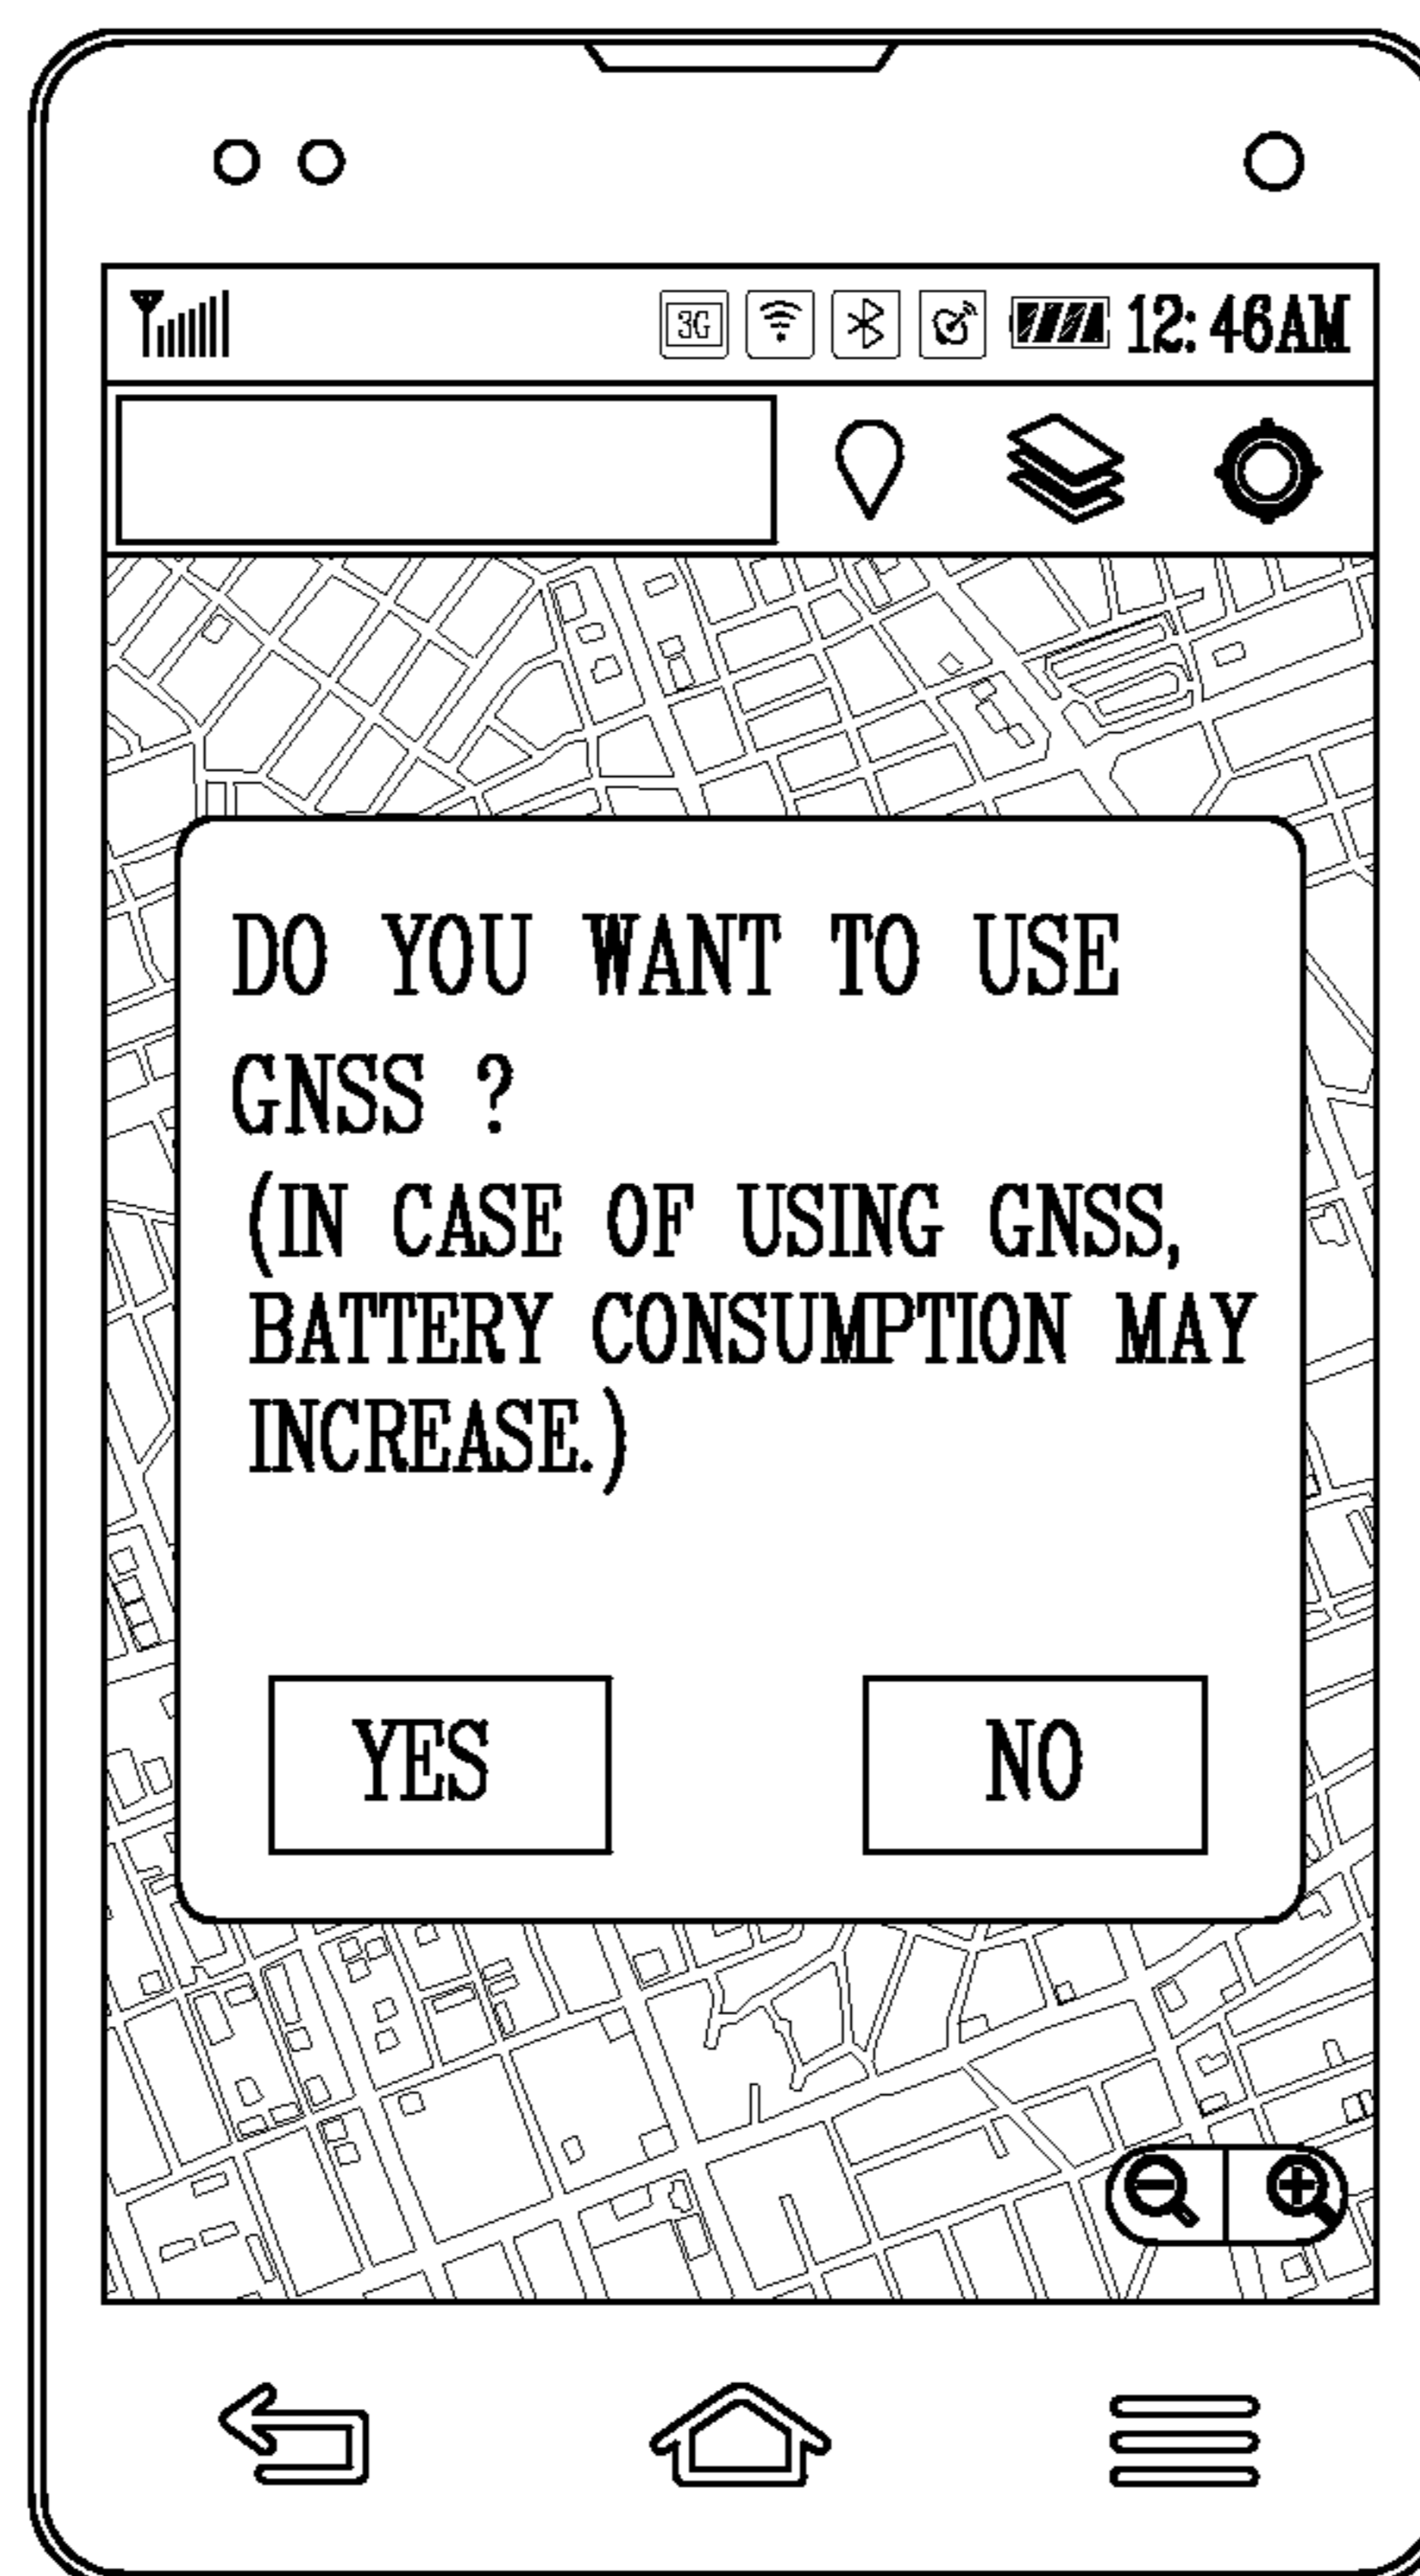 3G 12:46AM
DO YOU WANT TO USE
GNSS ?
(IN CASE OF USING GNSS,
BATTERY CONSUMPTION MAY
INCREASE.)
YES NO